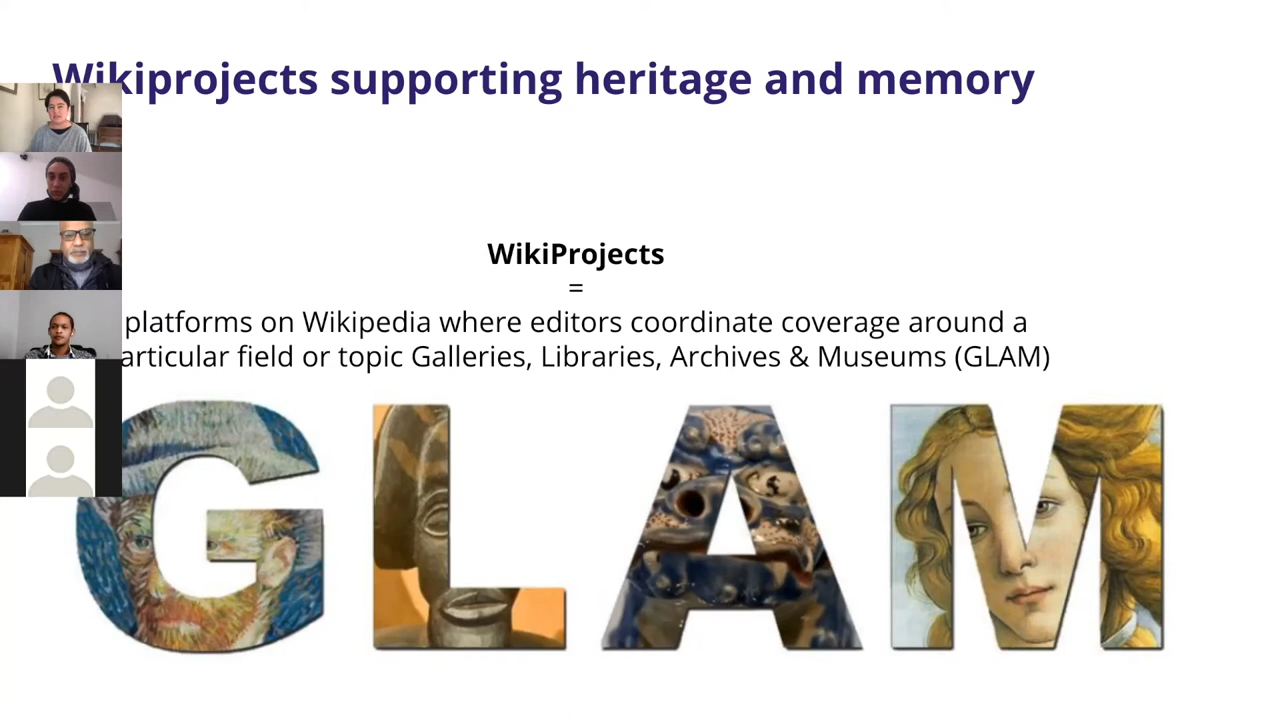 Wikiprojects supporting heritage and memory
WikiProjects
=
platforms on Wikipedia where editors coordinate coverage around a
articular field or topic Galleries, Libraries, Archives & Museums (GLAM)
GLAM